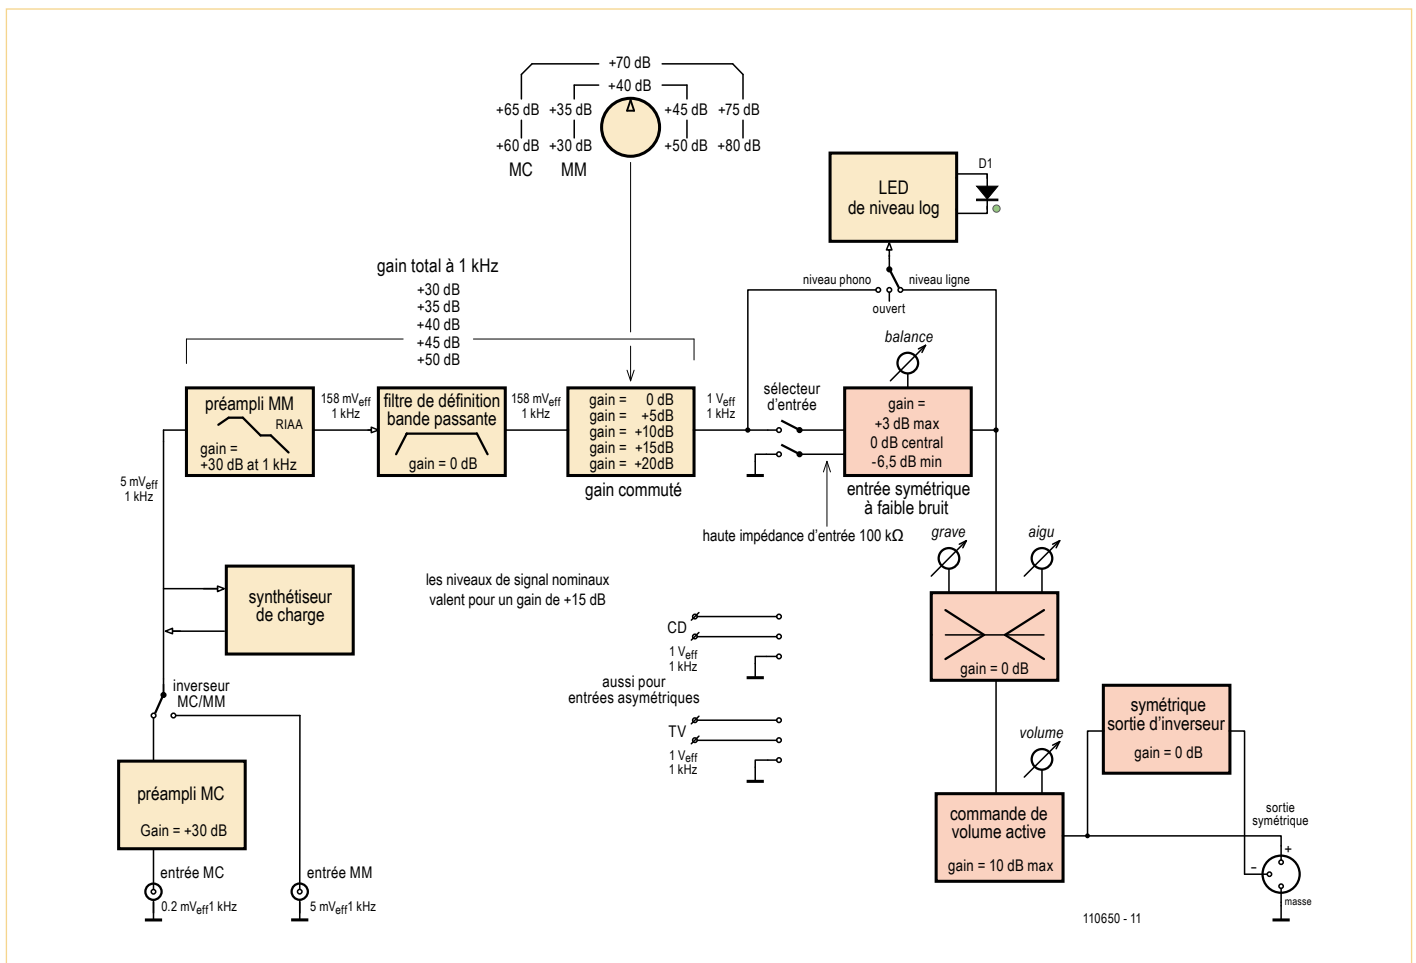 +70 dB
+40 dB
+65 dB
+35 dB
+45 dB
+75 dB
+60 dB
+30 dB
+50 dB
+80 dB
MC
MM
LED
de niveau log
D1
niveau phono
niveau ligne
ouvert
gain total à 1 kHz
+30 dB
+35 dB
+40 dB
+45 dB
+50 dB
préampli MM
RIAA
gain =
+30 dB at 1 kHz
158 mVeff
1 kHz
filtre de définition
bande passante
gain = 0 dB
158 mVeff
1 kHz
gain = 0 dB
gain = +5dB
gain = +10dB
gain = +15dB
gain = +20dB
gain commuté
1 Veff
1 kHz
sélecteur
d'entrée
balance
gain =
+3 dB max
0 dB central
-6,5 dB min
entrée symétrique
à faible bruit
haute impédance d'entrée 100 kΩ
5 mVeff
1 kHz
synthétiseur
de charge
les niveaux de signal nominaux
valent pour un gain de +15 dB
grave
aigu
gain = 0 dB
CD
1 Veff
1 kHz
aussi pour
entrées asymétriques
TV
1 Veff
1 kHz
inverseur
MC/MM
préampli MC
Gain = +30 dB
entrée MC
0.2 mVeff1 kHz
entrée MM
5 mVeff1 kHz
volume
commande de
volume active
gain = 10 dB max
symétrique
sortie d'inverseur
gain = 0 dB
sortie
symétrique
+
-
masse
110650 - 11